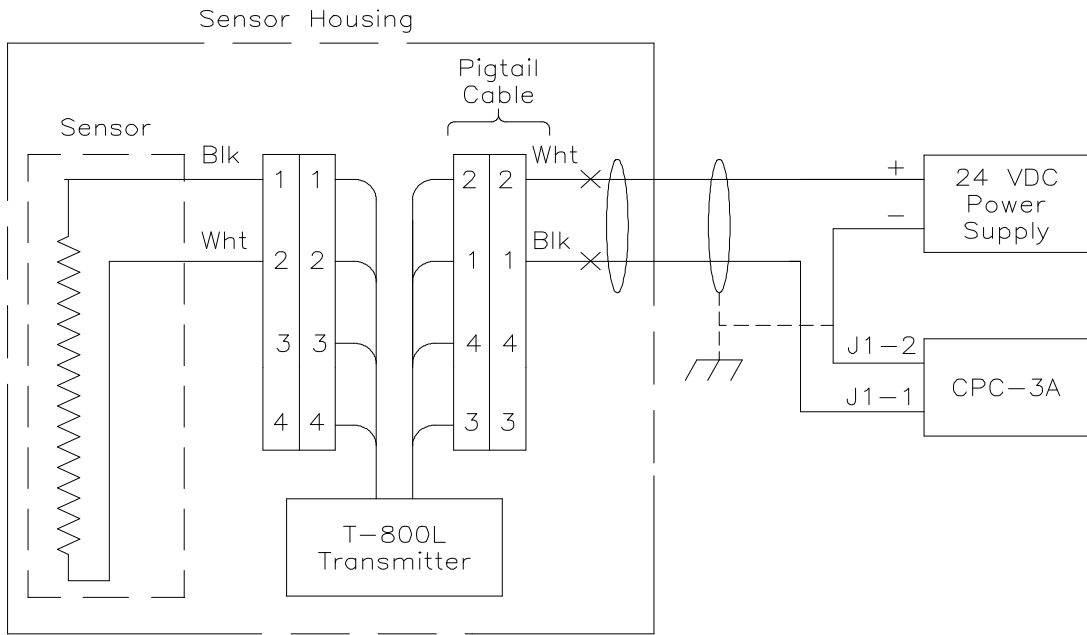 Sensor Housing
Pigtail
Cable
Sensor
Blk
Wht
1 1
2 2
3 3
4 4
2 2
1 1
4 4
3 3
Wht
Blk
T-800L
Transmitter
+
-
24 VDC
Power
Supply
J1-2
J1-1
CPC-3A